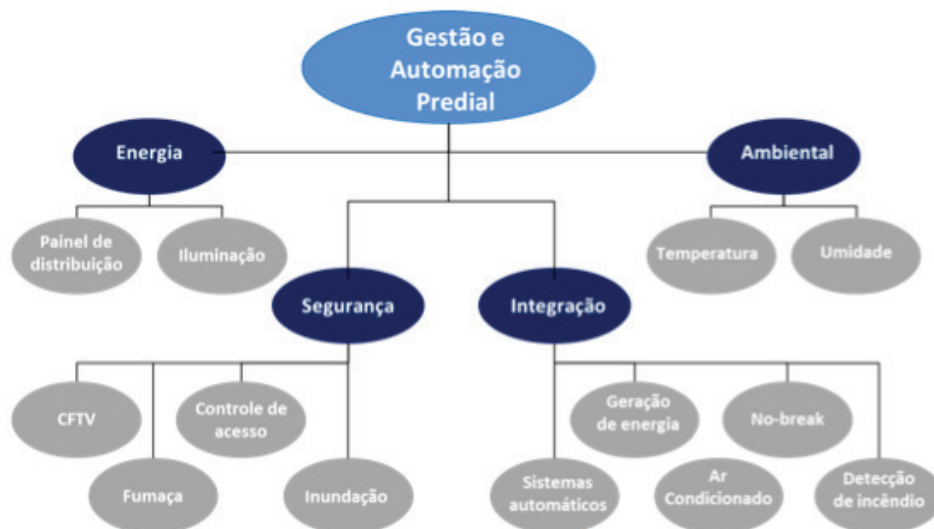 Gestão e
Automação
Predial
Energia
Ambiental
Painel de
distribuição
Iluminação
Temperatura
Umidade
Segurança
Integração
CFTV
Controle de
acesso
Geração
de energia
No-break
Fumaça
Inundação
Sistemas
automáticos
Ar
Condicionado
Detecção
de incêndio